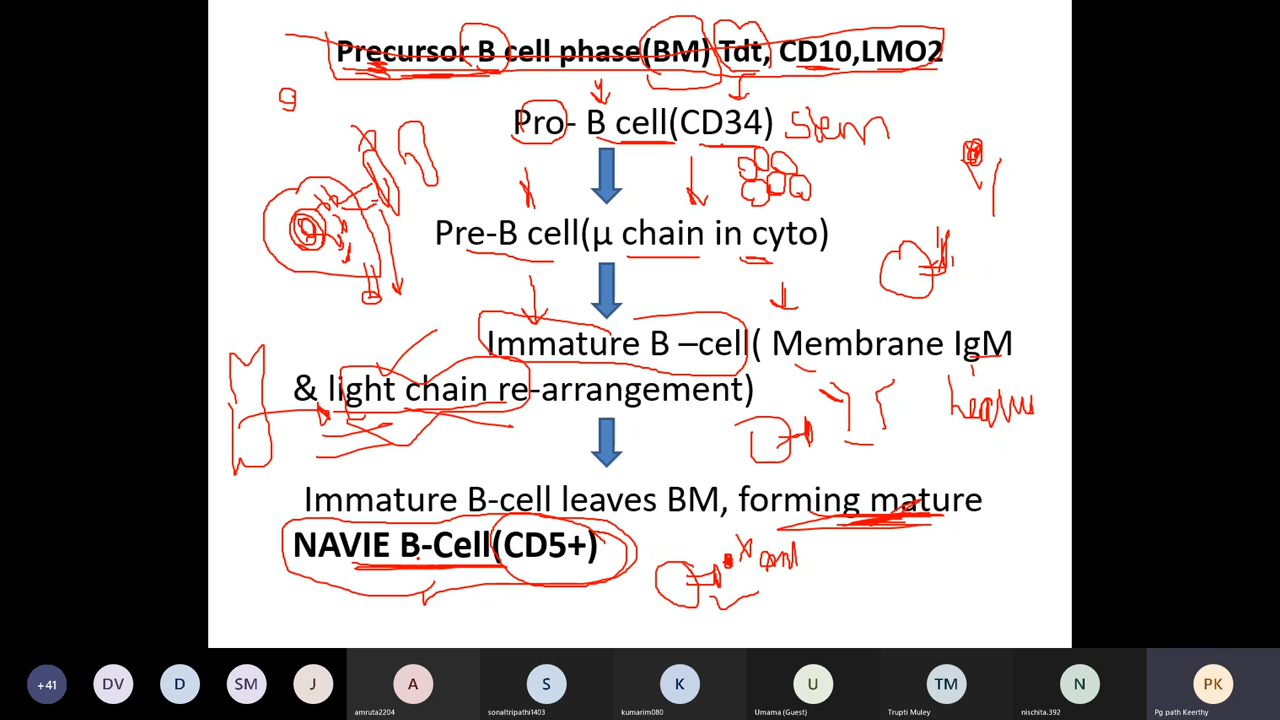 Precursor B cell phase(BM) Tdt, CD10,LMO2
Pro- B cell(CD34) Stem
Pre-B cell(µ chain in cyto)
Immature B –cell( Membrane IgM
& light chain re-arrangement)
Immature B-cell leaves BM, forming mature
NAVIE B-Cell(CD5+)
+41 DV D SM J A S K U TM N PK
amruta2204 sonaltripathi1403 kumarim080 Umama (Guest) Trupti Muley nischita.392 Pg path Keerthy